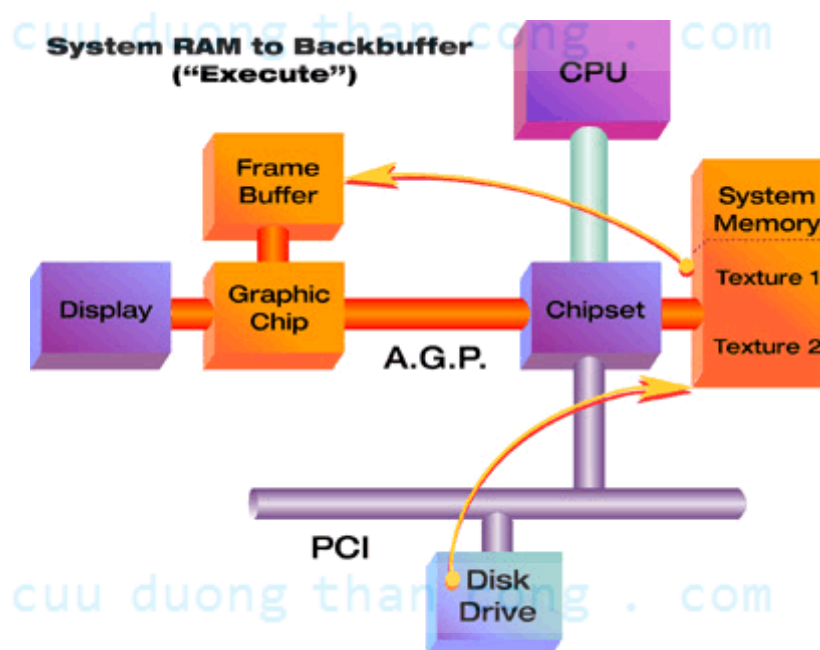 cuu duong than cong . com
System RAM to Backbuffer
(“Execute”)
CPU
Frame
Buffer
System
Memory
Texture 1
Display
Graphic
Chip
Chipset
Texture 2
A.G.P.
PCI
Disk
Drive
cuu duong than cong . com